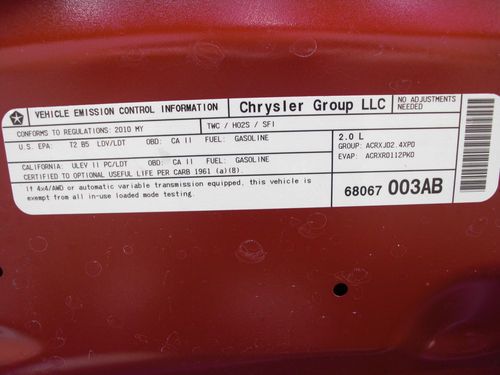 VEHICLE EMISSION CONTROL INFORMATION Chrysler Group LLC NO ADJUSTMENTS NEEDED
CONFORMS TO REGULATIONS: 2010 MY TWC / HO2S / SFI
U.S. EPA: T2 B5 LDV/LDT OBD: CA II FUEL: GASOLINE
2.0 L
GROUP: ACRXJ02.4XP0
EVAP: ACRXR0112PK0
CALIFORNIA: ULEV II PC/LDT OBD: CA II FUEL: GASOLINE
CERTIFIED TO OPTIONAL USEFUL LIFE PER CARB 1961 (a)(8).
If 4x4/AWD or automatic variable transmission equipped, this vehicle is
exempt from all in-use loaded mode testing.
68067 003AB